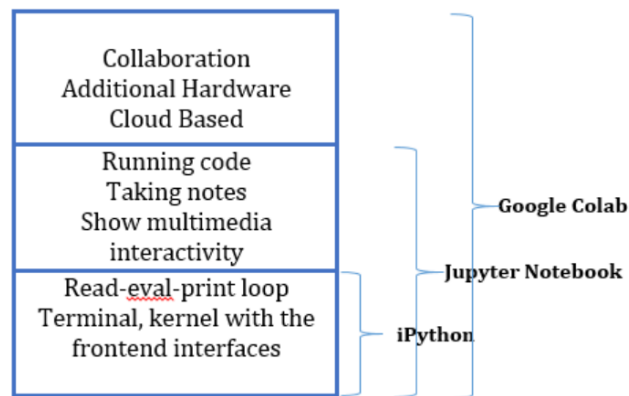 Collaboration
Additional Hardware
Cloud Based
Running code
Taking notes
Show multimedia
interactivity
Read-eval-print loop
Terminal, kernel with the
frontend interfaces
Google Colab
Jupyter Notebook
iPython